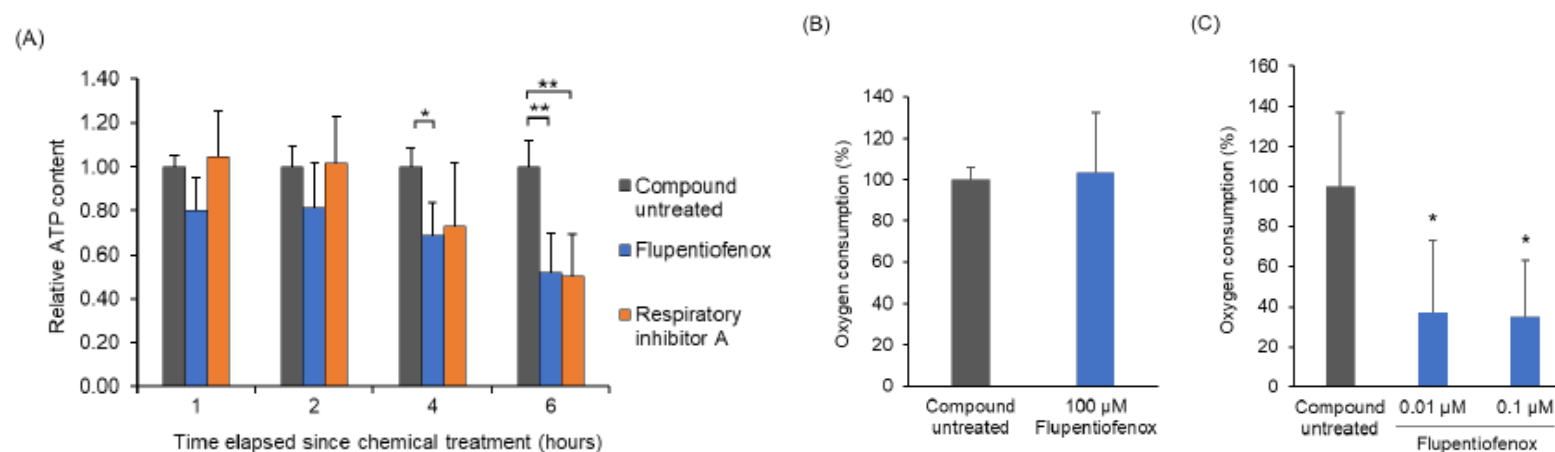 (A)
Relative ATP content
1.40
1.20
1.00
0.80
0.60
0.40
0.20
0.00
1 2 4 6
Time elapsed since chemical treatment (hours)
*
**
**
Compound
untreated
Flupentiofenox
Respiratory
inhibitor A
(B)
Oxygen consumption (%)
140
120
100
80
60
40
20
0
Compound
untreated
100 μM
Flupentiofenox
(C)
Oxygen consumption (%)
160
140
120
100
80
60
40
20
0
*
*
Compound
untreated
0.01 μM 0.1 μM
Flupentiofenox